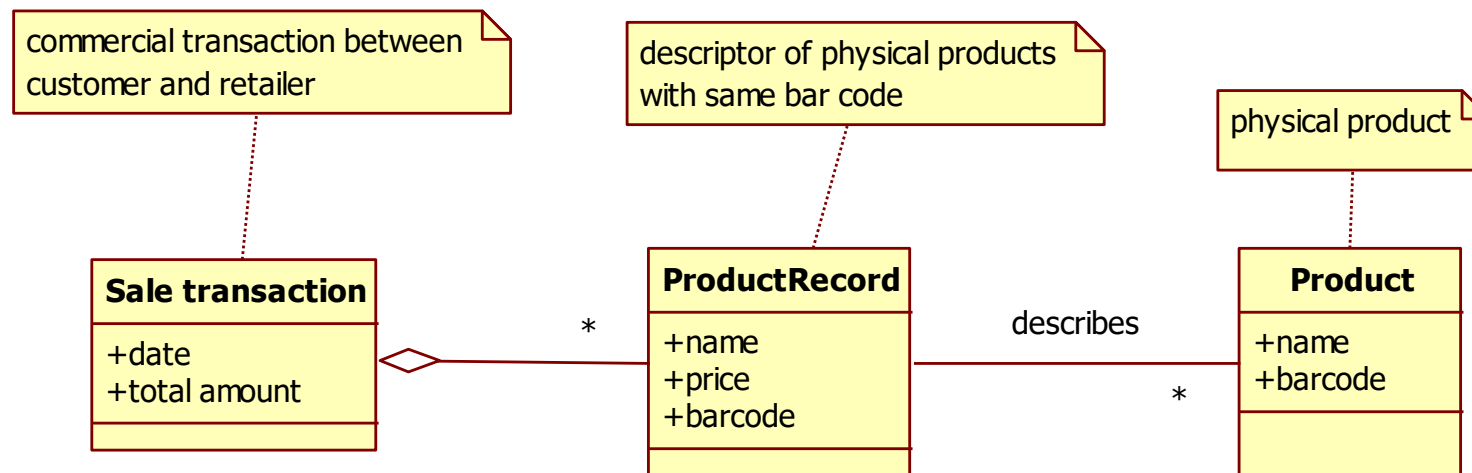 commercial transaction between
customer and retailer
descriptor of physical products
with same bar code
physical product
Sale transaction
+date
+total amount
*
ProductRecord
+name
+price
+barcode
describes
*
Product
+name
+barcode